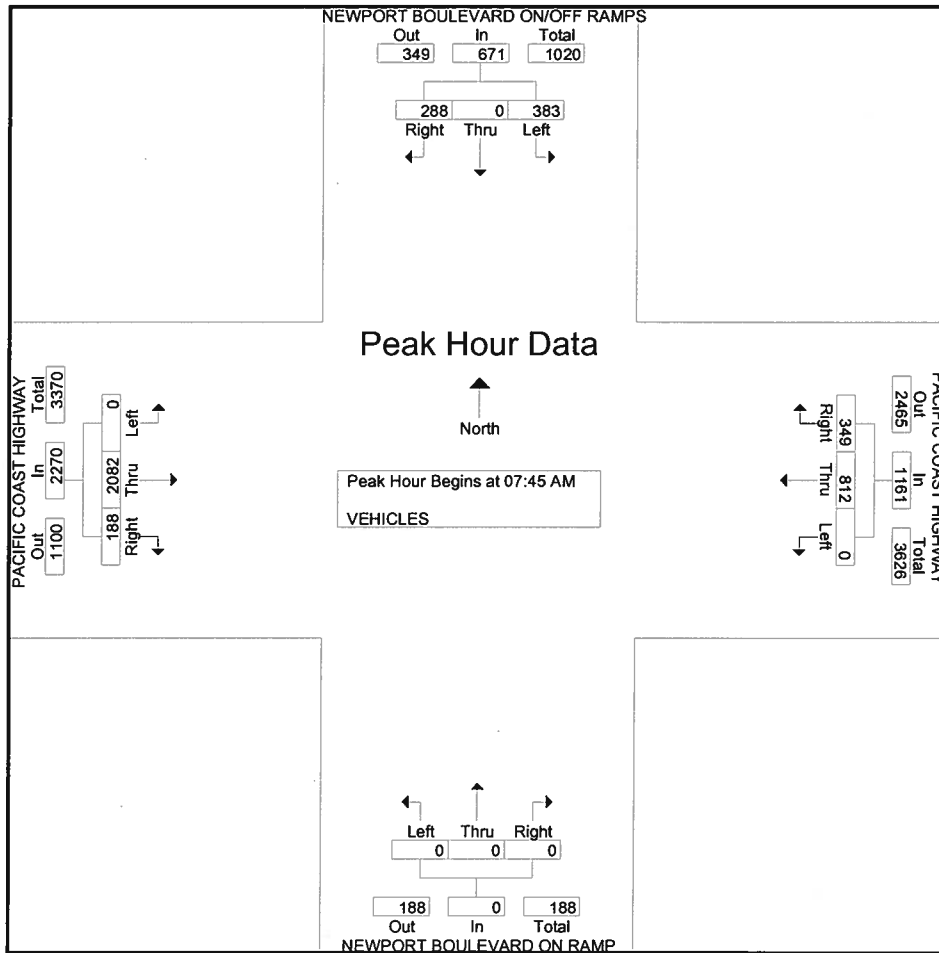 NEWPORT BOULEVARD ON/OFF RAMPS
Out In Total
349 671 1020
288 0 383
Right Thru Left
Peak Hour Data
North
Peak Hour Begins at 07:45 AM
VEHICLES
PACIFIC COAST HIGHWAY
Out In Total
1100 2270 3370
188 2082 0
Right Thru Left
PACIFIC COAST HIGHWAY
Out In Total
2465 1161 3626
349 812 0
Right Thru Left
Left Thru Right
0 0 0
188 0 188
Out In Total
NEWPORT BOULEVARD ON RAMP